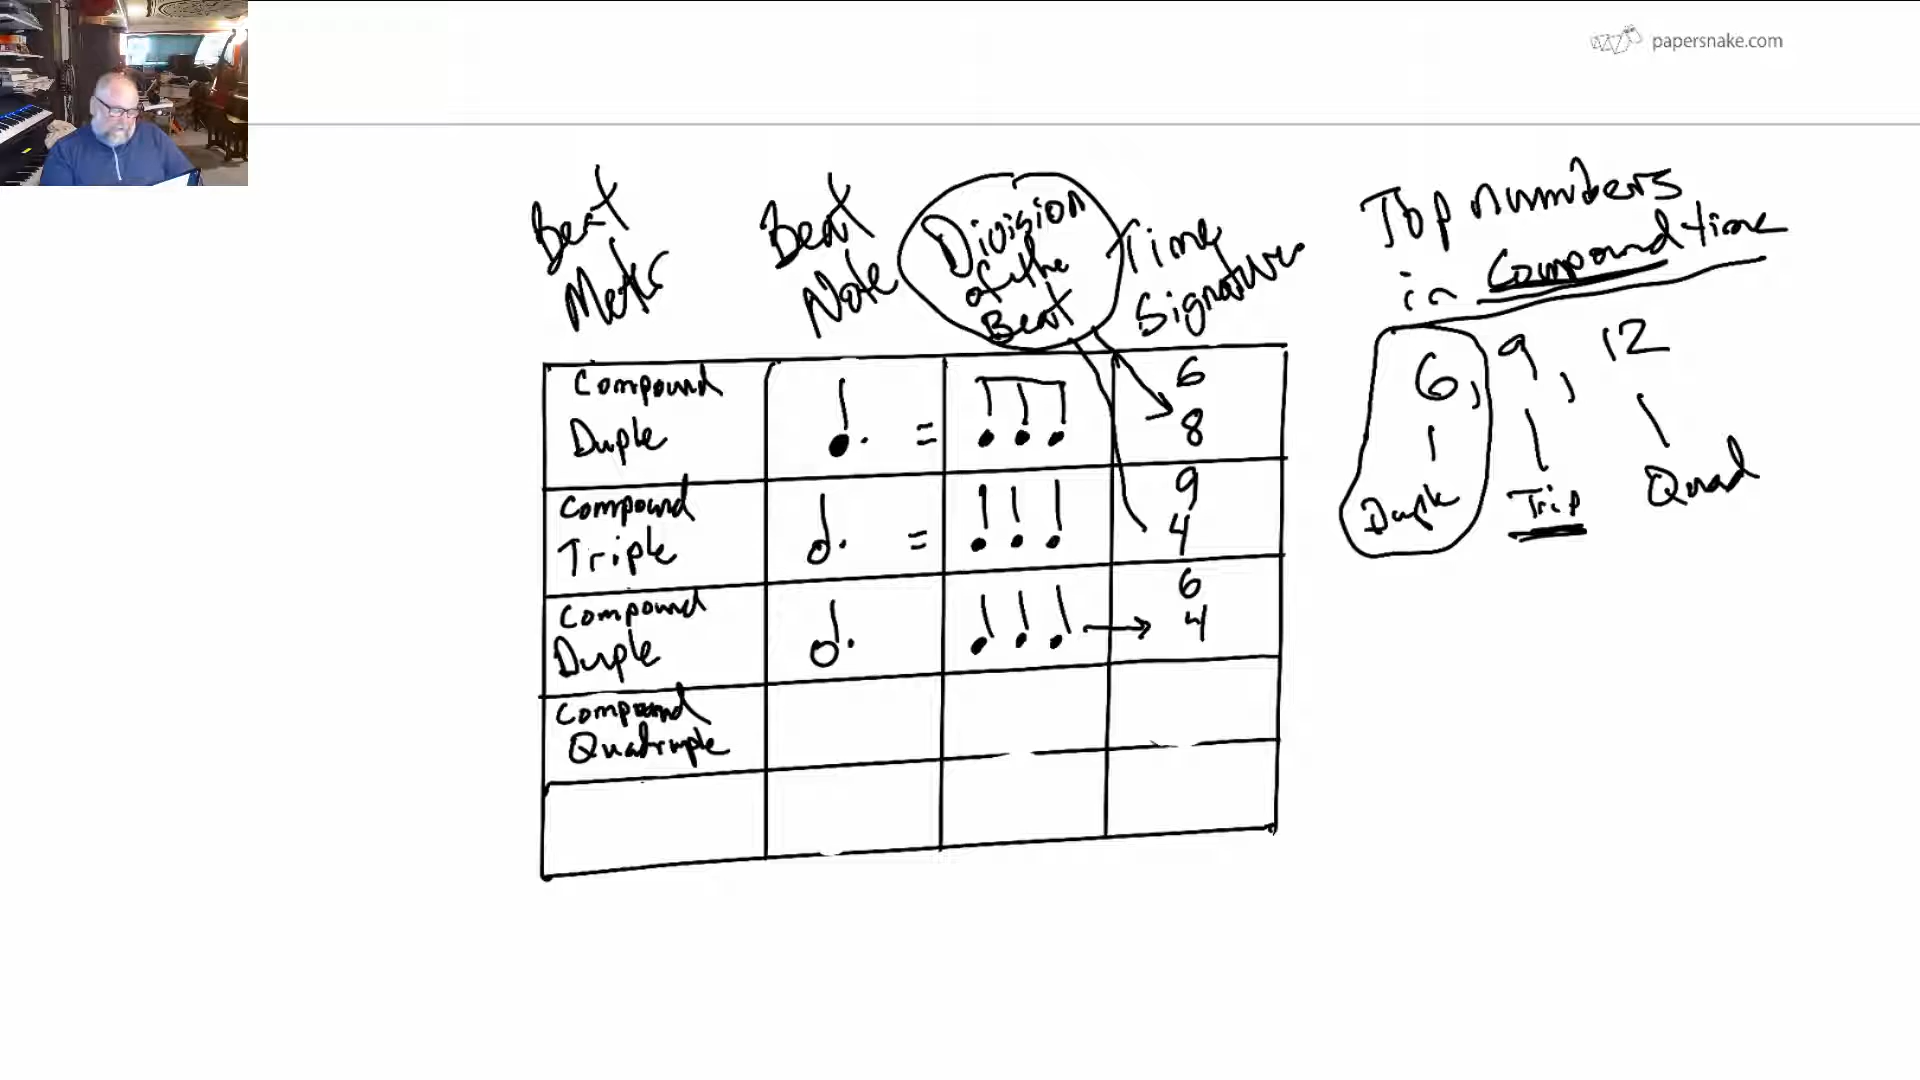 papersnake.com
Beat
Meter
Beat
Note
Division
of the
Beat
Time
Signature
Compound
Duple
=
6
8
Compound
Triple
=
9
4
Compound
Duple
6
4
Compound
Quadruple
Top numbers
in Compound time
6, 9, 12
Duple Trip Quad